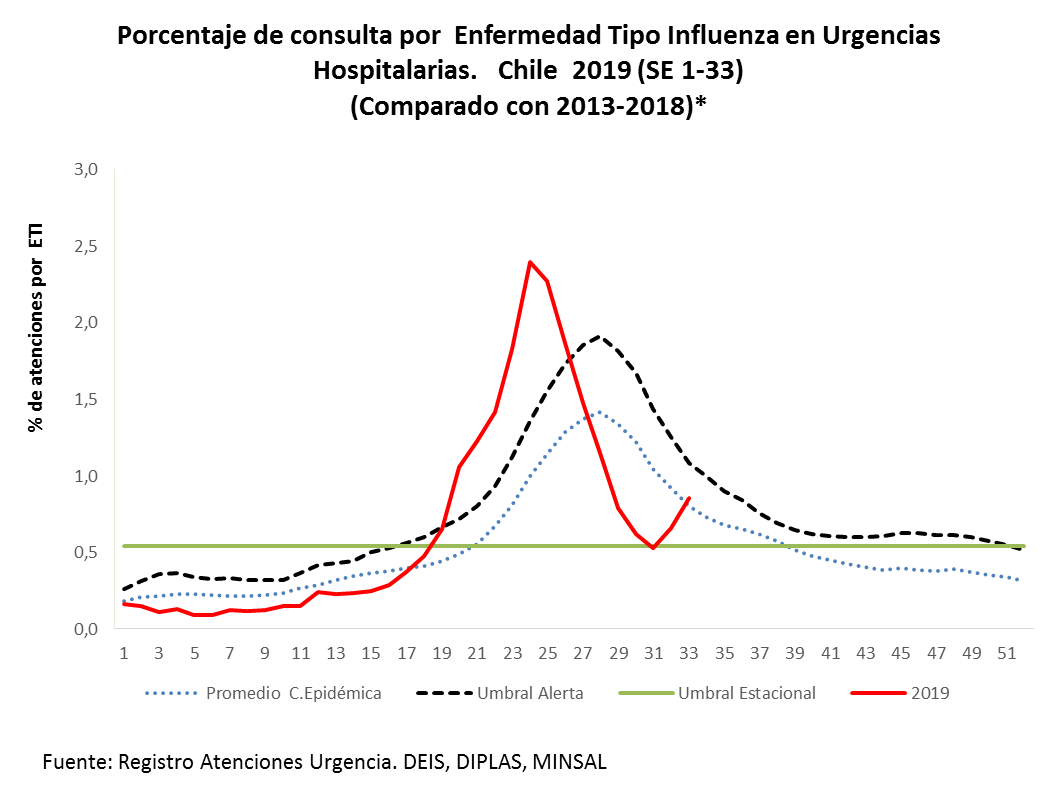 Porcentaje de consulta por Enfermedad Tipo Influenza en Urgencias
Hospitalarias. Chile 2019 (SE 1-33)
(Comparado con 2013-2018)*
% de atenciones por ETI
3,0
2,5
2,0
1,5
1,0
0,5
0,0
1 3 5 7 9 11 13 15 17 19 21 23 25 27 29 31 33 35 37 39 41 43 45 47 49 51
Promedio C.Epidémica Umbral Alerta Umbral Estacional 2019
Fuente: Registro Atenciones Urgencia. DEIS, DIPLAS, MINSAL